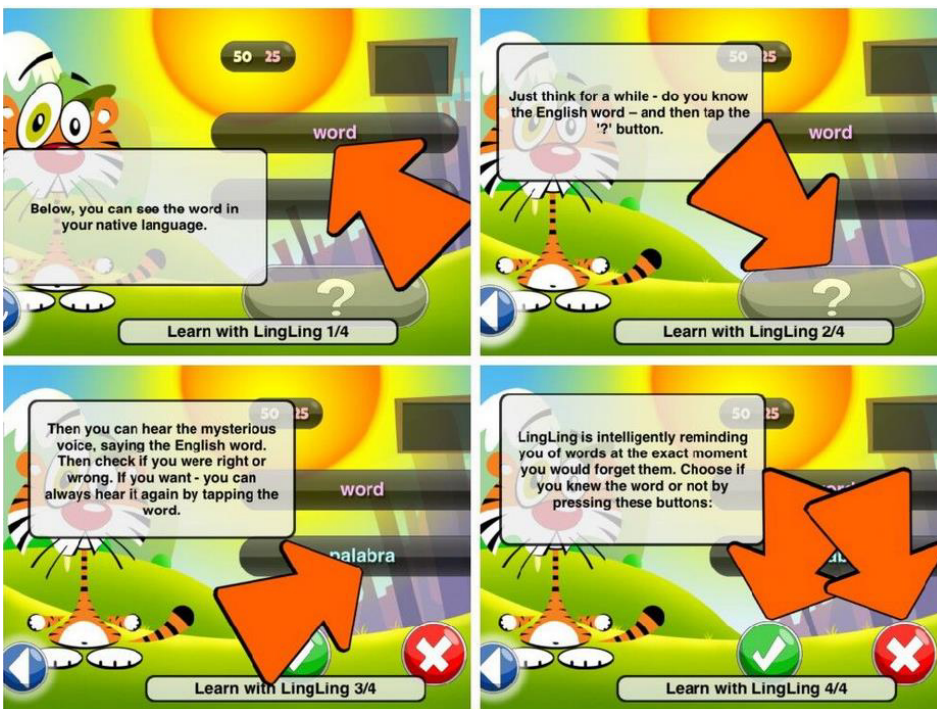 50 25
word
Below, you can see the word in
your native language.
?
Learn with LingLing 1/4
50 25
Just think for a while - do you know
the English word – and then tap the
'?' button.
word
?
Learn with LingLing 2/4
50 25
Then you can hear the mysterious
voice, saying the English word.
Then check if you were right or
wrong. If you want - you can
always hear it again by tapping the
word.
word
palabra
Learn with LingLing 3/4
50 25
LingLing is intelligently reminding
you of words at the exact moment
you would forget them. Choose if
you knew the word or not by
pressing these buttons:
Learn with LingLing 4/4